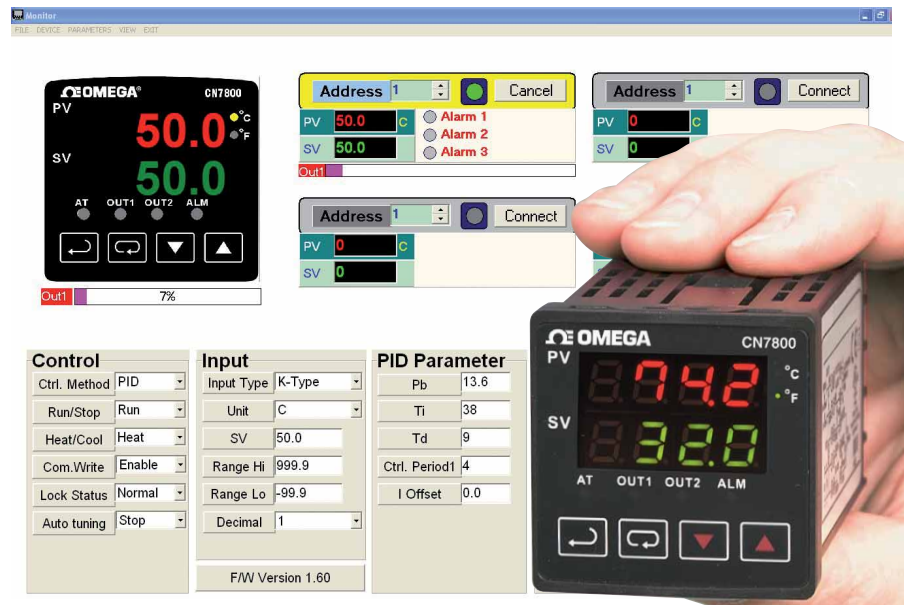 Monitor
FILE DEVICE PARAMETERS VIEW EXIT
OMEGA® CN7800
PV
50.0 °C
°F
SV
50.0
AT OUT1 OUT2 ALM
Out1 7%
Address 1 Cancel
PV 50.0 C Alarm 1
Alarm 2
SV 50.0 Alarm 3
Out1
Address 1 Connect
PV 0 C
SV 0
Address 1 Connect
PV 0 C
SV 0
Control
Ctrl. Method PID
Run/Stop Run
Heat/Cool Heat
Com.Write Enable
Lock Status Normal
Auto tuning Stop
Input
Input Type K-Type
Unit C
SV 50.0
Range Hi 999.9
Range Lo -99.9
Decimal 1
F/W Version 1.60
PID Parameter
Pb 13.6
Ti 38
Td 9
Ctrl. Period1 4
I Offset 0.0
OMEGA CN7800
PV
74.2 °C
°F
SV
32.0
AT OUT1 OUT2 ALM